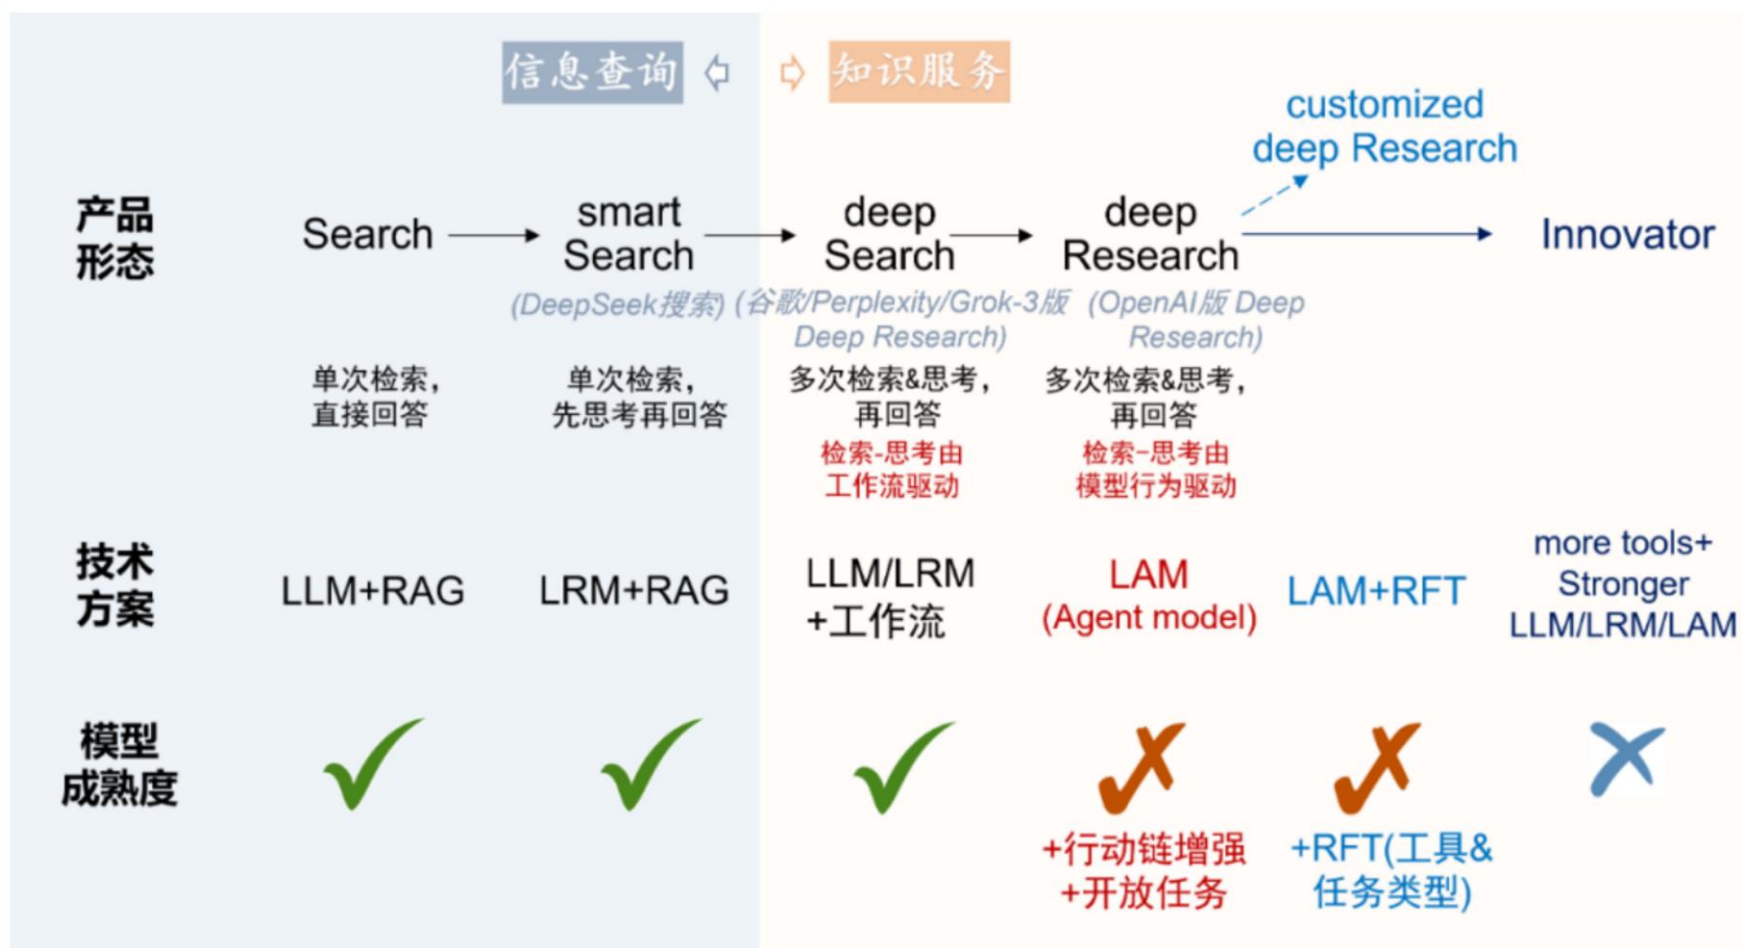 信息查询
知识服务
customized
deep Research
产品
形态
Search
smart
Search
deep
Search
deep
Research
Innovator
(DeepSeek搜索)
(谷歌/Perplexity/Grok-3版
Deep Research)
(OpenAI版 Deep
Research)
单次检索，
直接回答
单次检索，
先思考再回答
多次检索&思考，
再回答
检索-思考由
工作流驱动
多次检索&思考，
再回答
检索-思考由
模型行为驱动
技术
方案
LLM+RAG
LRM+RAG
LLM/LRM
+工作流
LAM
(Agent model)
LAM+RFT
more tools+
Stronger
LLM/LRM/LAM
模型
成熟度
+行动链增强
+开放任务
+RFT(工具&
任务类型)